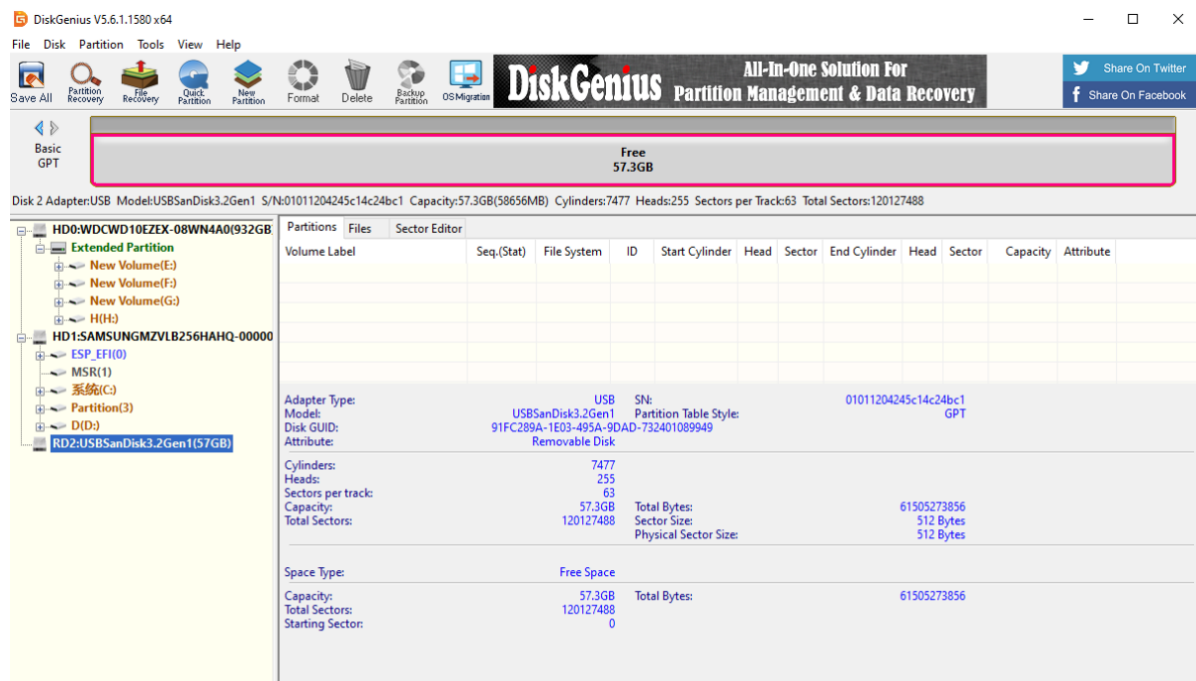 DiskGenius V5.6.1.1580 x64
File Disk Partition Tools View Help
Save All Partition Recovery File Recovery Quick Partition New Partition Format Delete Backup Partition OS Migration
DiskGenius All-In-One Solution For
Partition Management & Data Recovery
Share On Twitter
Share On Facebook
Basic
GPT
Free
57.3GB
Disk 2 Adapter:USB Model:USBSanDisk3.2Gen1 S/N:01011204245c14c24bc1 Capacity:57.3GB(58656MB) Cylinders:7477 Heads:255 Sectors per Track:63 Total Sectors:120127488
HD0:WDCWD10EZEX-08WN4A0(932GB
Extended Partition
New Volume(E:)
New Volume(F:)
New Volume(G:)
H(H:)
HD1:SAMSUNGMZVLB256HAHQ-00000
ESP_EFI(0)
MSR(1)
系统(C:)
Partition(3)
D(D:)
RD2:USBSanDisk3.2Gen1(57GB)
Partitions Files Sector Editor
Volume Label Seq.(Stat) File System ID Start Cylinder Head Sector End Cylinder Head Sector Capacity Attribute
Adapter Type: USB SN: 01011204245c14c24bc1
Model: USBSanDisk3.2Gen1 Partition Table Style: GPT
Disk GUID: 91FC289A-1E03-495A-9DAD-732401089949
Attribute: Removable Disk
Cylinders: 7477
Heads: 255
Sectors per track: 63
Capacity: 57.3GB Total Bytes: 61505273856
Total Sectors: 120127488 Sector Size: 512 Bytes
Physical Sector Size: 512 Bytes
Space Type: Free Space
Capacity: 57.3GB Total Bytes: 61505273856
Total Sectors: 120127488
Starting Sector: 0